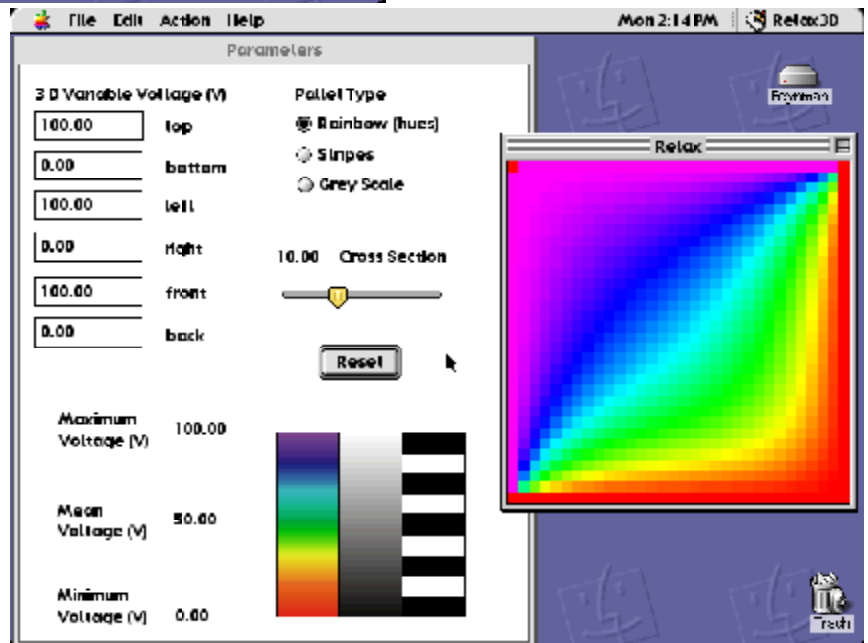 File Edit Action Help Mon 2:14 PM Relax3D
Parameters
3 D Variable Voltage (V)
100.00 top
0.00 bottom
100.00 left
0.00 right
100.00 front
0.00 back
Pallet Type
Rainbow (hues)
Stripes
Grey Scale
10.00 Cross Section
Reset
Maximum
Voltage (V) 100.00
Mean
Voltage (V) 50.00
Minimum
Voltage (V) 0.00
Feynman
Relax
Trash